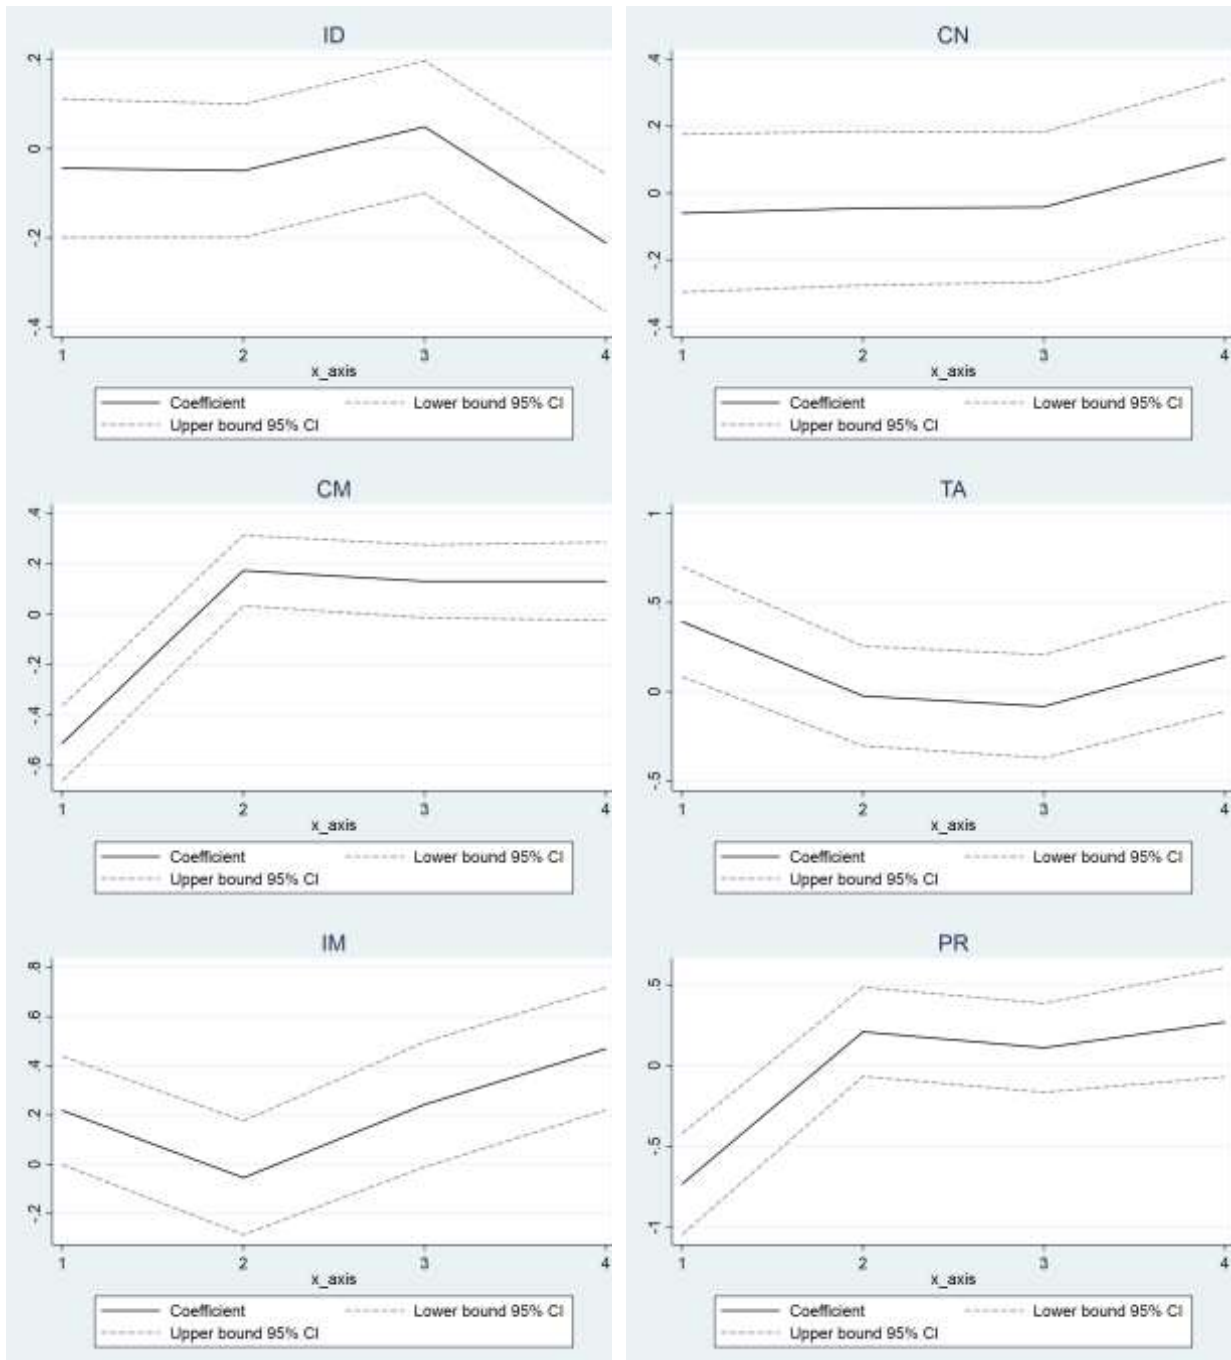 ID
.2
0
-.2
-.4
1 2 3 4
x_axis
Coefficient Lower bound 95% CI
Upper bound 95% CI
CN
.4
.2
0
-.2
-.4
1 2 3 4
x_axis
Coefficient Lower bound 95% CI
Upper bound 95% CI
CM
.4
.2
0
-.2
-.4
-.6
1 2 3 4
x_axis
Coefficient Lower bound 95% CI
Upper bound 95% CI
TA
1
.5
0
-.5
1 2 3 4
x_axis
Coefficient Lower bound 95% CI
Upper bound 95% CI
IM
.8
.6
.4
.2
0
-.2
1 2 3 4
x_axis
Coefficient Lower bound 95% CI
Upper bound 95% CI
PR
.5
0
-.5
-1
1 2 3 4
x_axis
Coefficient Lower bound 95% CI
Upper bound 95% CI